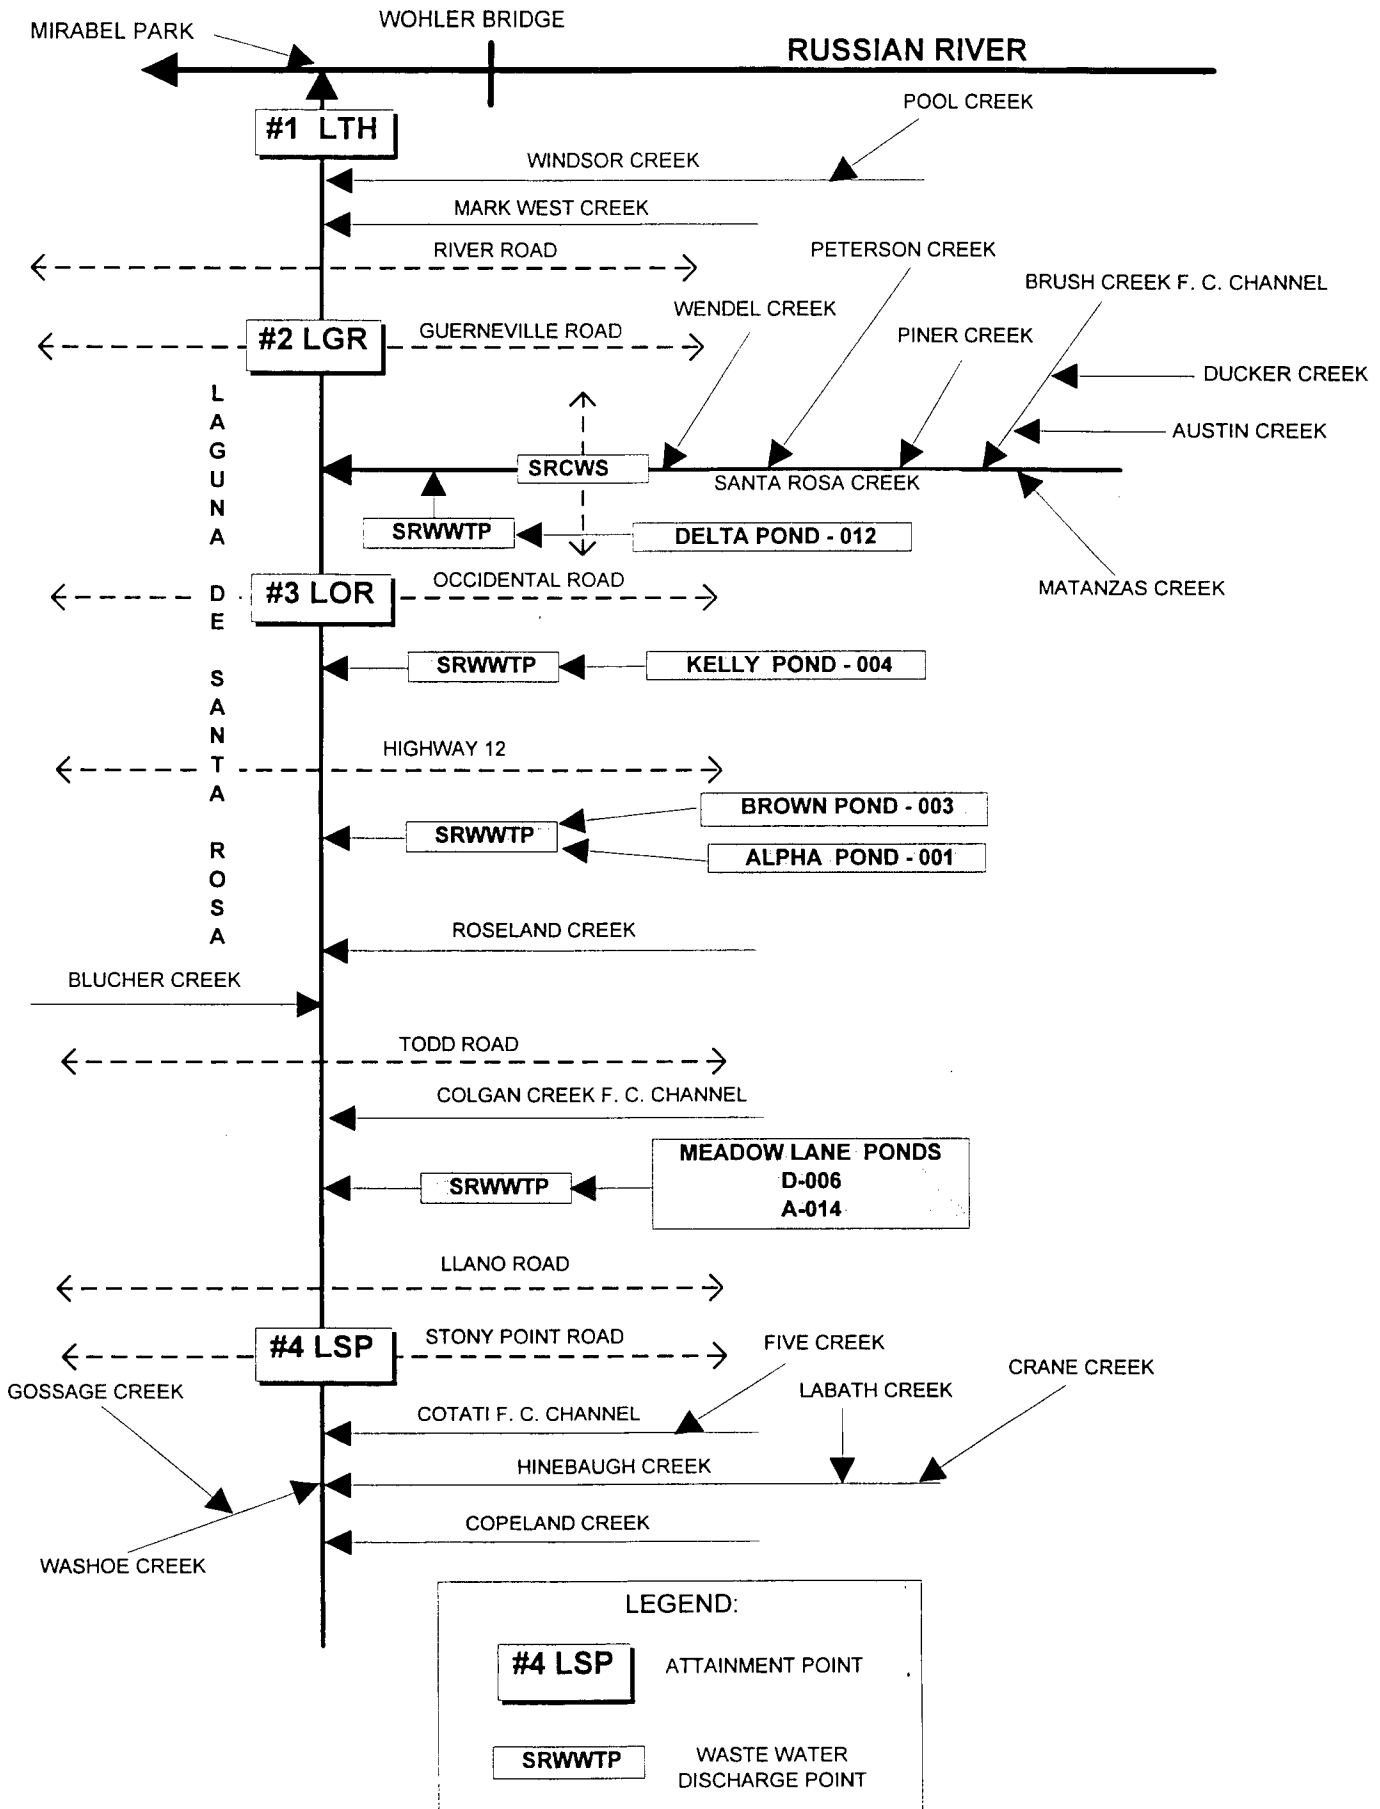 MIRABEL PARK
WOHLER BRIDGE
RUSSIAN RIVER
#1 LTH
POOL CREEK
WINDSOR CREEK
MARK WEST CREEK
RIVER ROAD
PETERSON CREEK
BRUSH CREEK F. C. CHANNEL
WENDEL CREEK
#2 LGR
GUERNEVILLE ROAD
PINER CREEK
DUCKER CREEK
AUSTIN CREEK
LAGUNA DE SANTA ROSA
SRCWS
SANTA ROSA CREEK
SRWWTP
DELTA POND - 012
MATANZAS CREEK
#3 LOR
OCCIDENTAL ROAD
SRWWTP
KELLY POND - 004
HIGHWAY 12
BROWN POND - 003
SRWWTP
ALPHA POND - 001
ROSELAND CREEK
BLUCHER CREEK
TODD ROAD
COLGAN CREEK F. C. CHANNEL
MEADOW LANE PONDS
D-006
A-014
SRWWTP
LLANO ROAD
#4 LSP
STONY POINT ROAD
FIVE CREEK
CRANE CREEK
GOSSAGE CREEK
LABATH CREEK
COTATI F. C. CHANNEL
HINEBAUGH CREEK
COPELAND CREEK
WASHOE CREEK
LEGEND:
#4 LSP
ATTAINMENT POINT
SRWWTP
WASTE WATER
DISCHARGE POINT